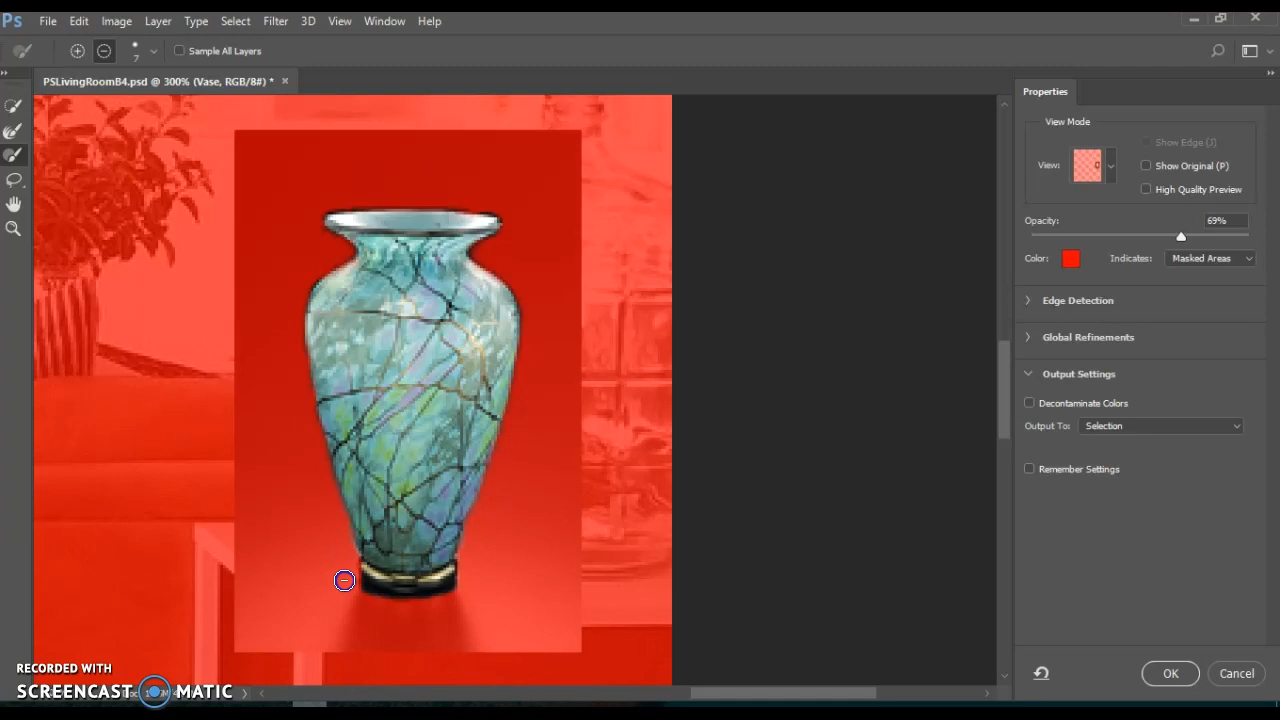 Ps File Edit Image Layer Type Select Filter 3D View Window Help
7 Sample All Layers
PSLivingRoomB4.psd @ 300% (Vase, RGB/8#) *
Properties
View Mode
Show Edge (J)
View:
Show Original (P)
High Quality Preview
Opacity: 69%
Color: Indicates: Masked Areas
Edge Detection
Global Refinements
Output Settings
Decontaminate Colors
Output To: Selection
Remember Settings
OK Cancel
RECORDED WITH
SCREENCAST MATIC